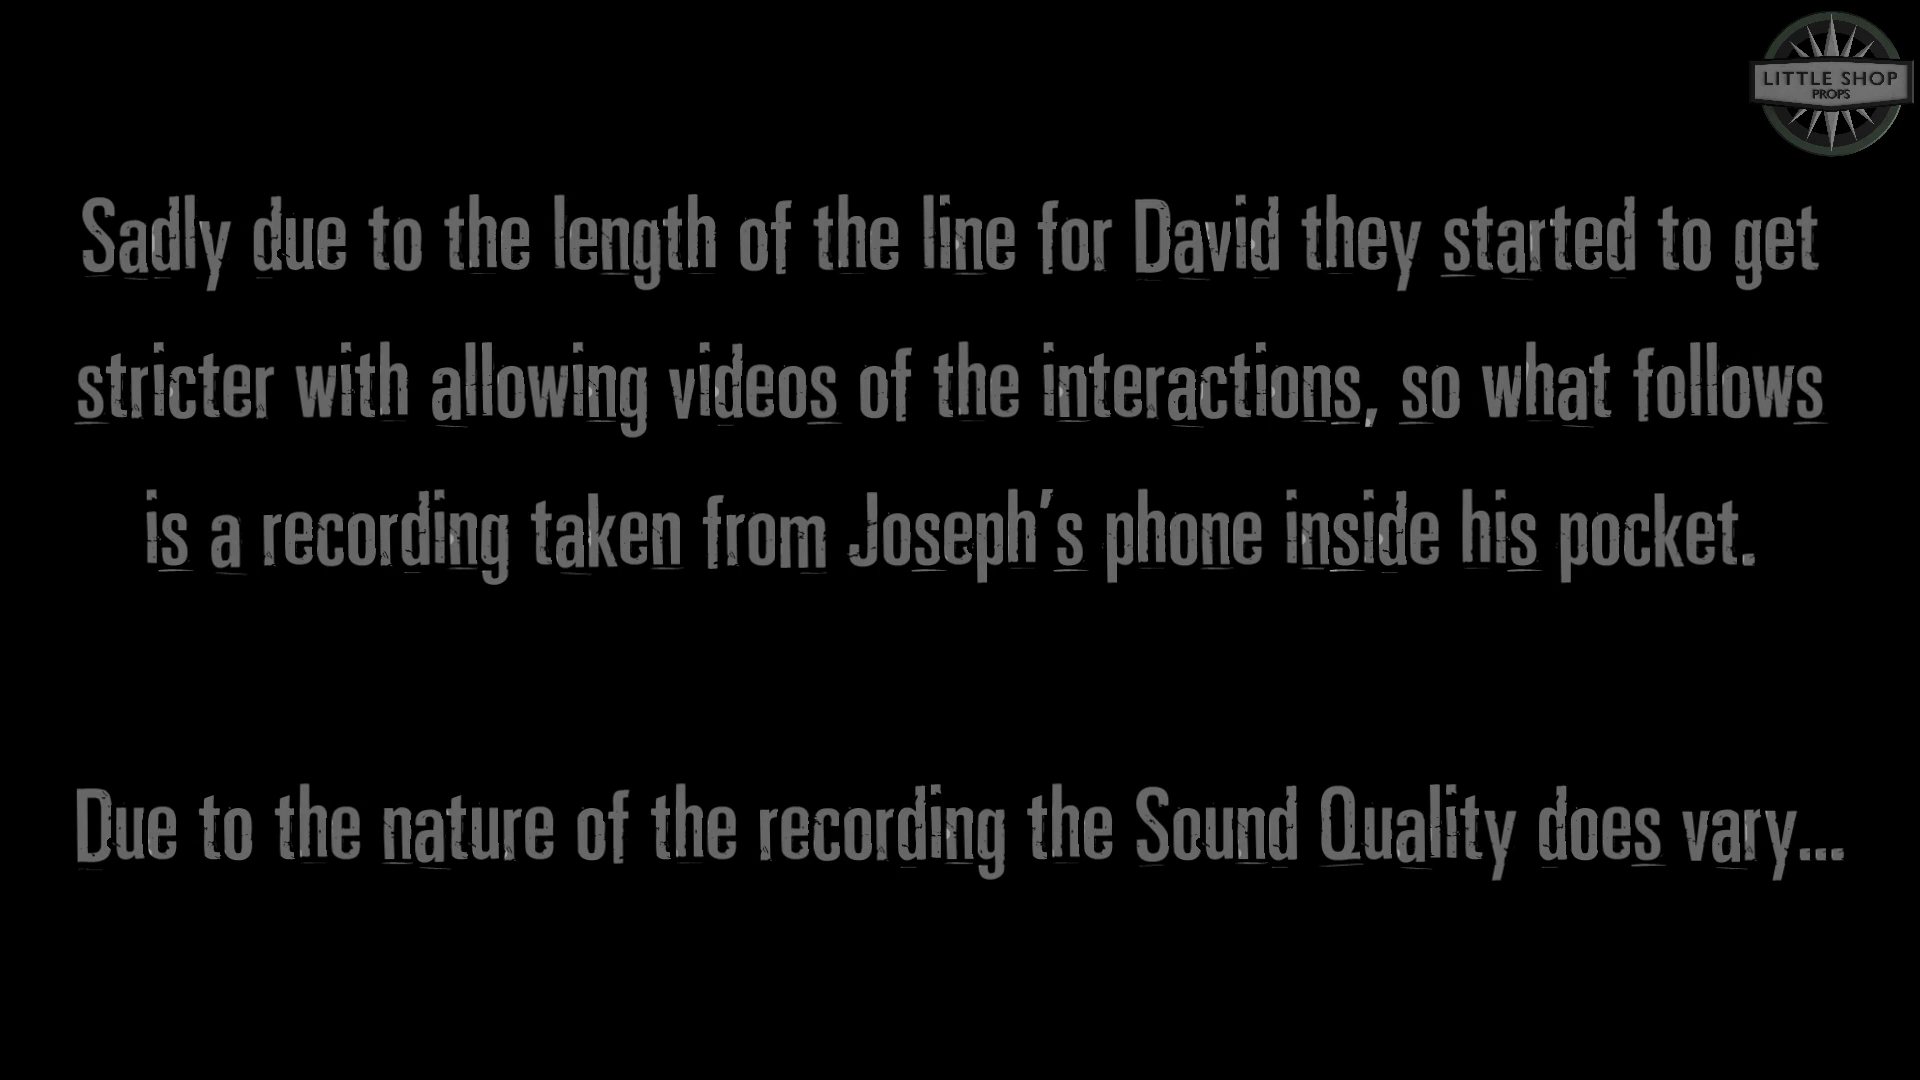 LITTLE SHOP
PROPS
Sadly due to the length of the line for David they started to get
stricter with allowing videos of the interactions, so what follows
is a recording taken from Joseph's phone inside his pocket.
Due to the nature of the recording the Sound Quality does vary...